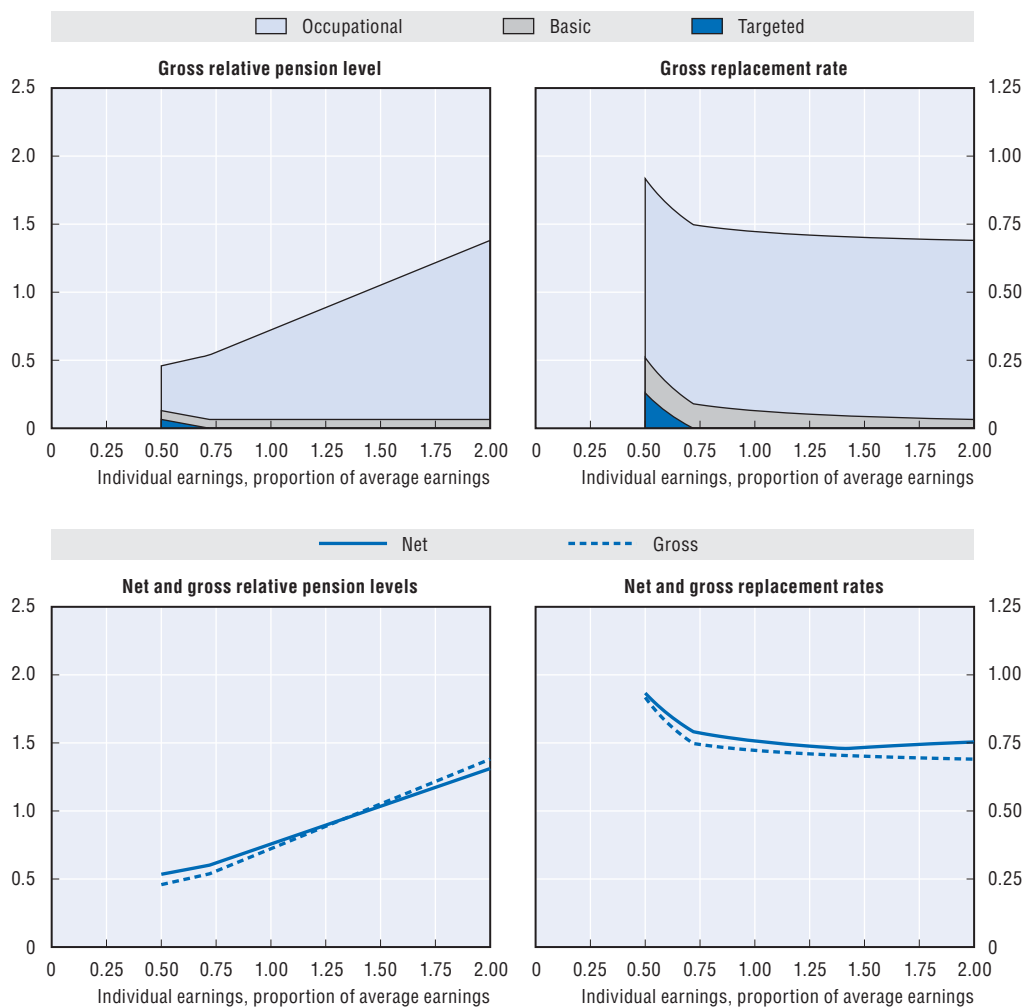 Occupational Basic Targeted
Gross relative pension level
2.5
2.0
1.5
1.0
0.5
0
0 0.25 0.50 0.75 1.00 1.25 1.50 1.75 2.00
Individual earnings, proportion of average earnings
Gross replacement rate
1.25
1.00
0.75
0.50
0.25
0
0 0.25 0.50 0.75 1.00 1.25 1.50 1.75 2.00
Individual earnings, proportion of average earnings
Net Gross
Net and gross relative pension levels
2.5
2.0
1.5
1.0
0.5
0
0 0.25 0.50 0.75 1.00 1.25 1.50 1.75 2.00
Individual earnings, proportion of average earnings
Net and gross replacement rates
1.25
1.00
0.75
0.50
0.25
0
0 0.25 0.50 0.75 1.00 1.25 1.50 1.75 2.00
Individual earnings, proportion of average earnings